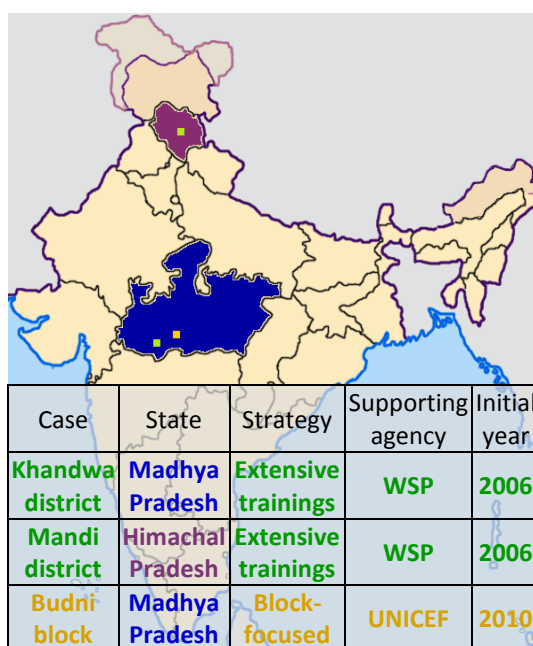 Case State Strategy Supporting agency Initial year
Khandwa district Madhya Pradesh Extensive trainings WSP 2006
Mandi district Himachal Pradesh Extensive trainings WSP 2006
Budni block Madhya Pradesh Block-focused UNICEF 2010